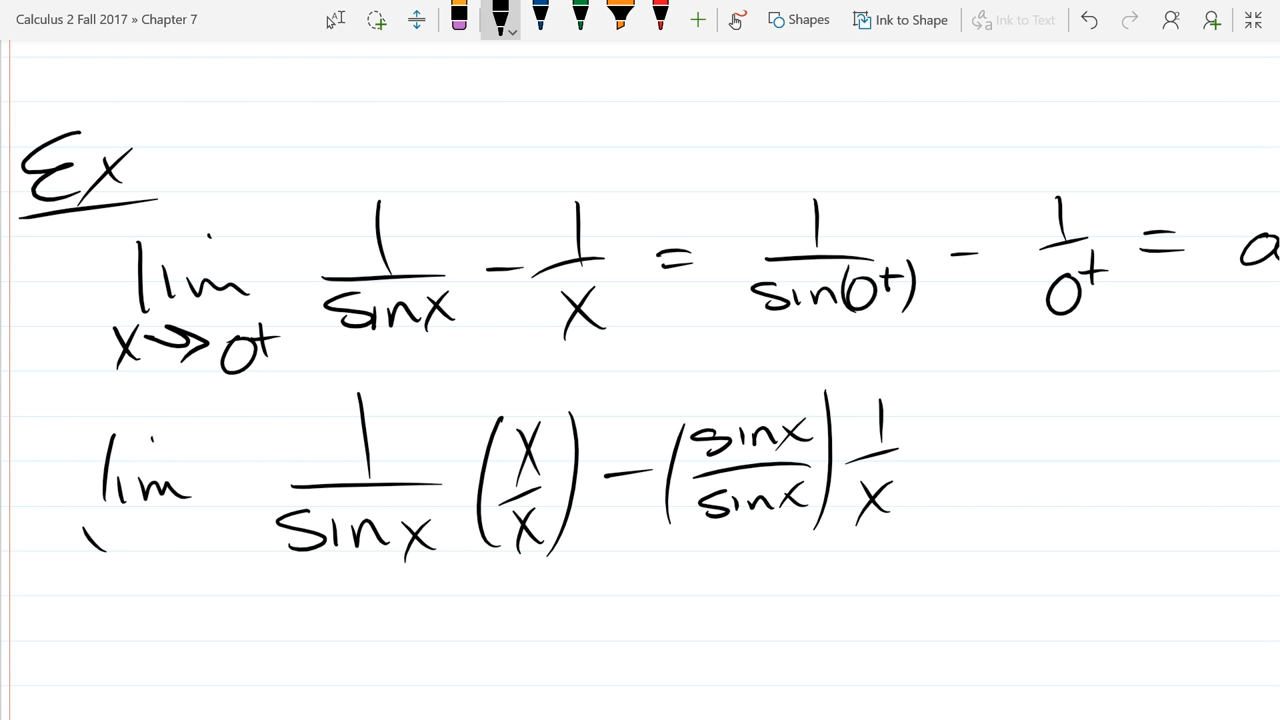 Calculus 2 Fall 2017 » Chapter 7
Shapes Ink to Shape Ink to Text
Ex
lim x→0⁺ 1/sinx - 1/x = 1/sin(0⁺) - 1/0⁺ =
lim 1/sinx (x/x) - (sinx/sinx) 1/x